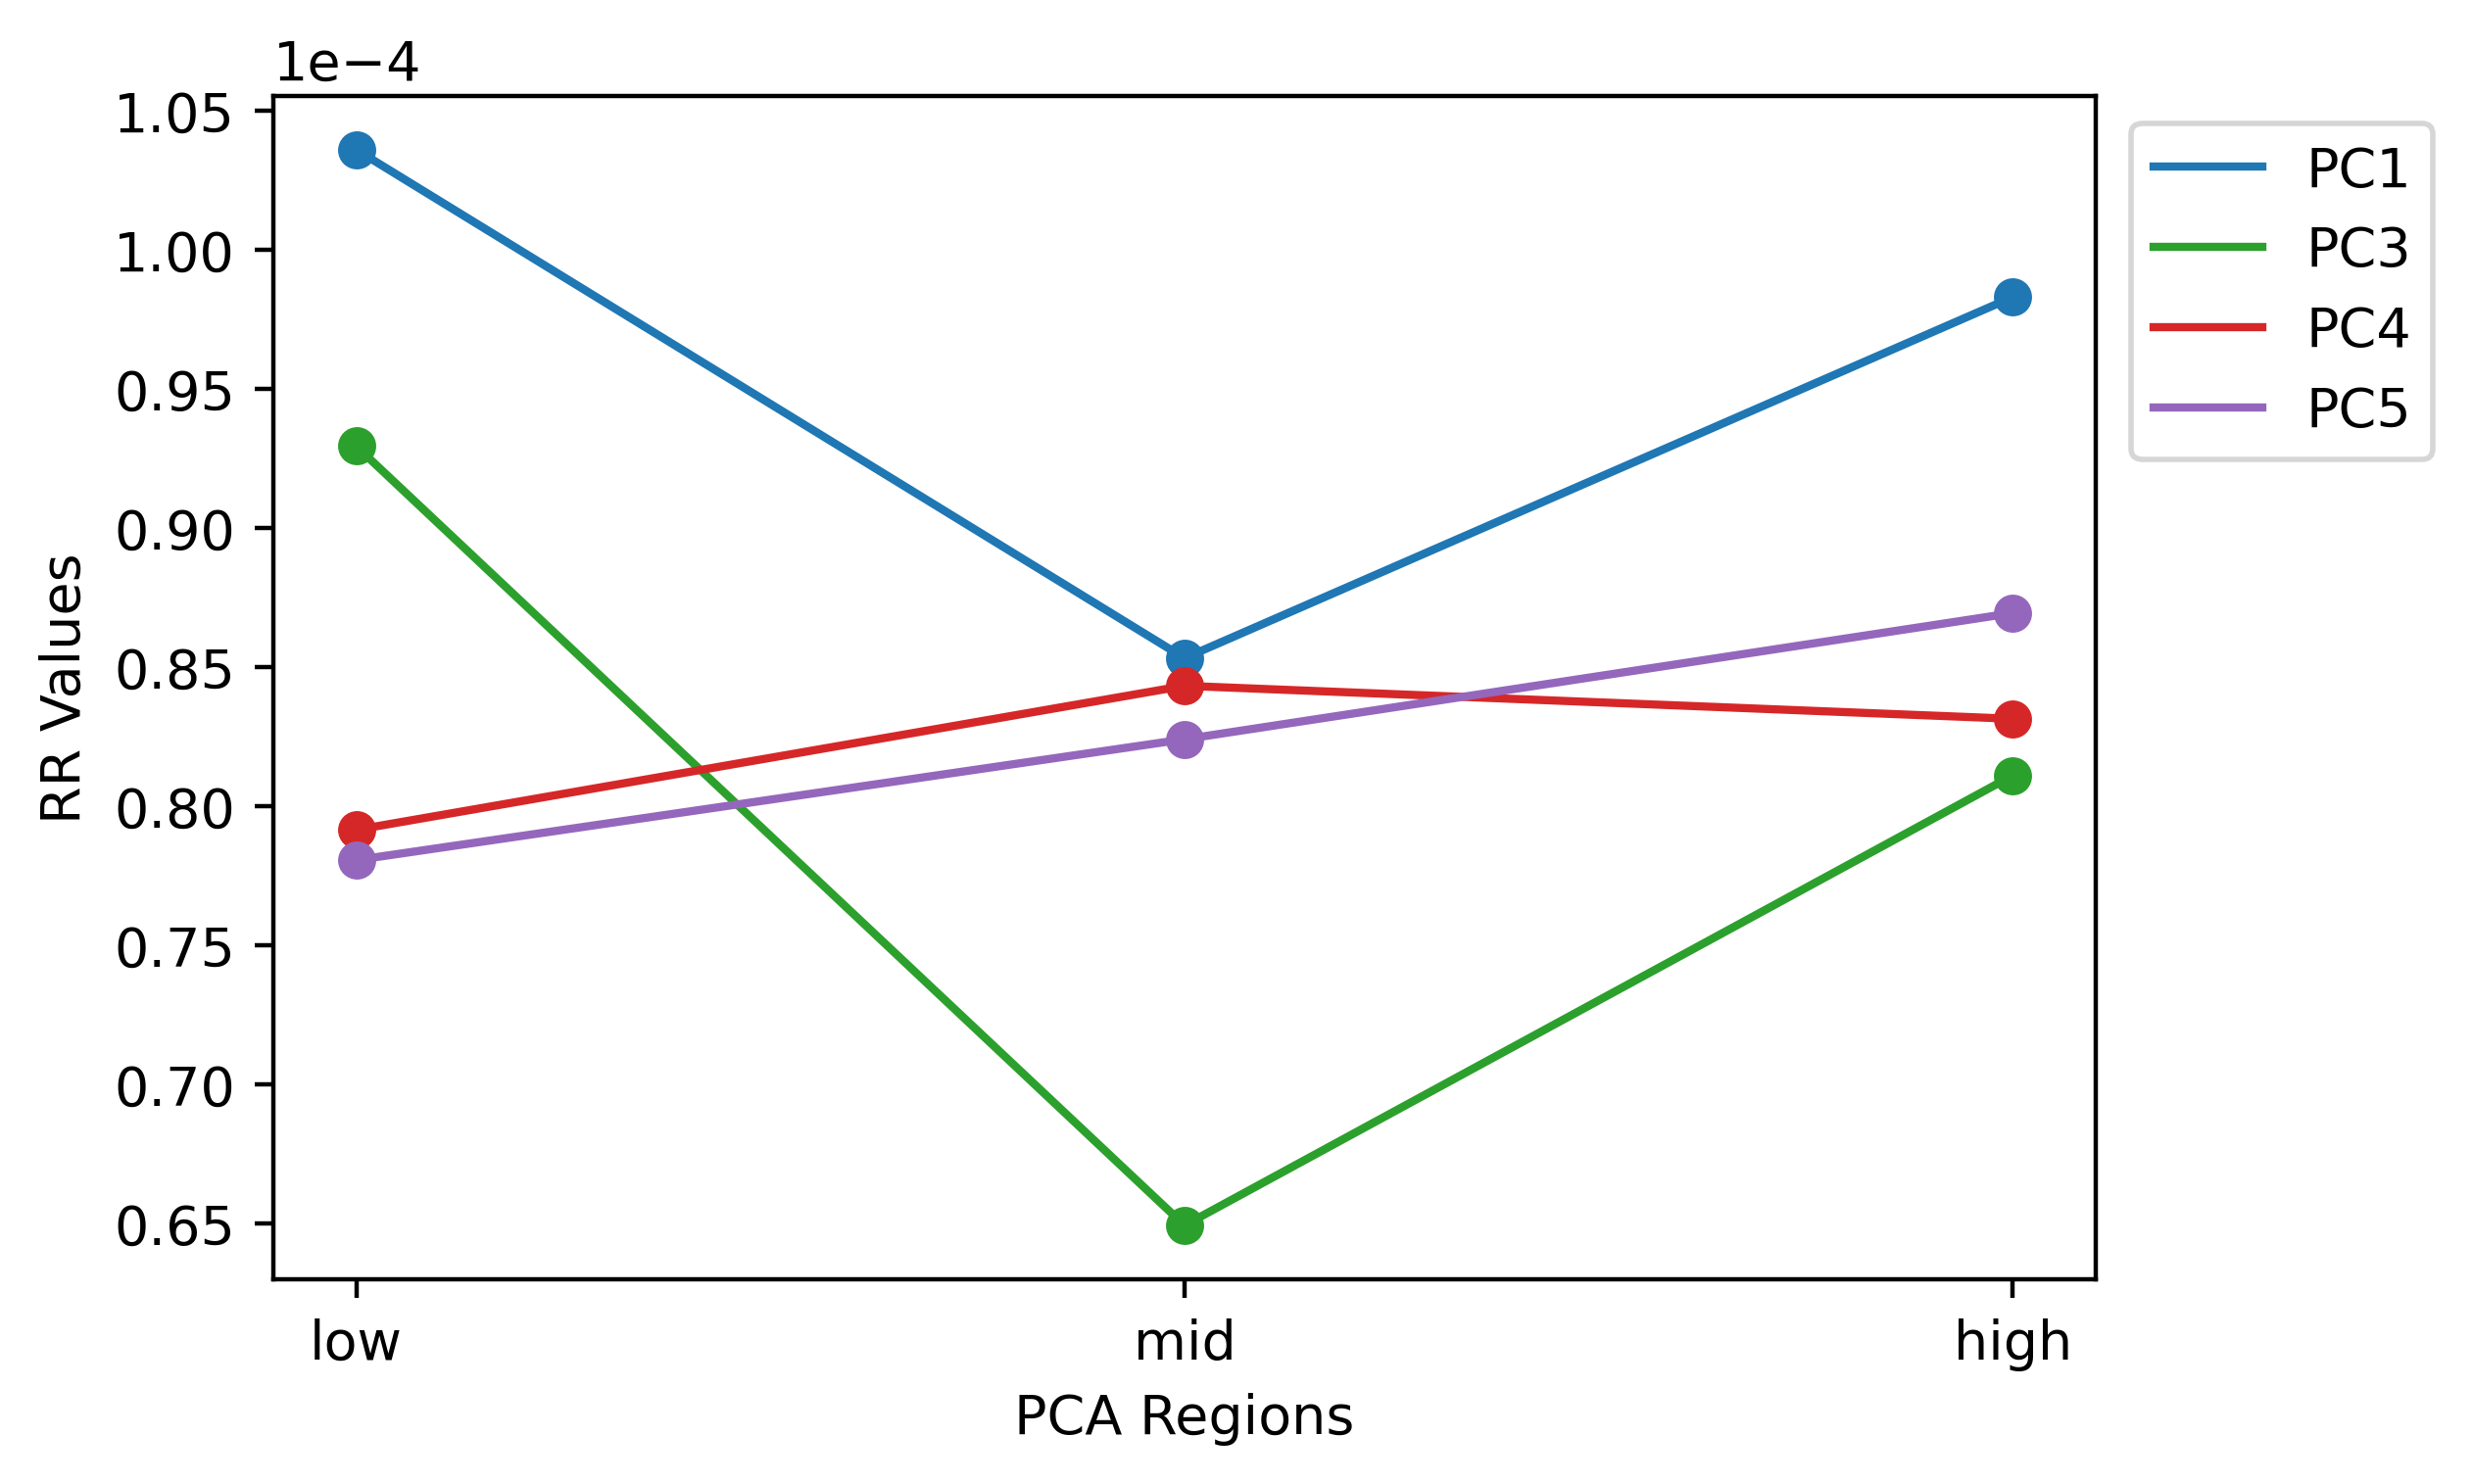 1e−4
1.05
1.00
0.95
0.90
0.85
0.80
0.75
0.70
0.65
RR Values
low mid high
PCA Regions
PC1
PC3
PC4
PC5